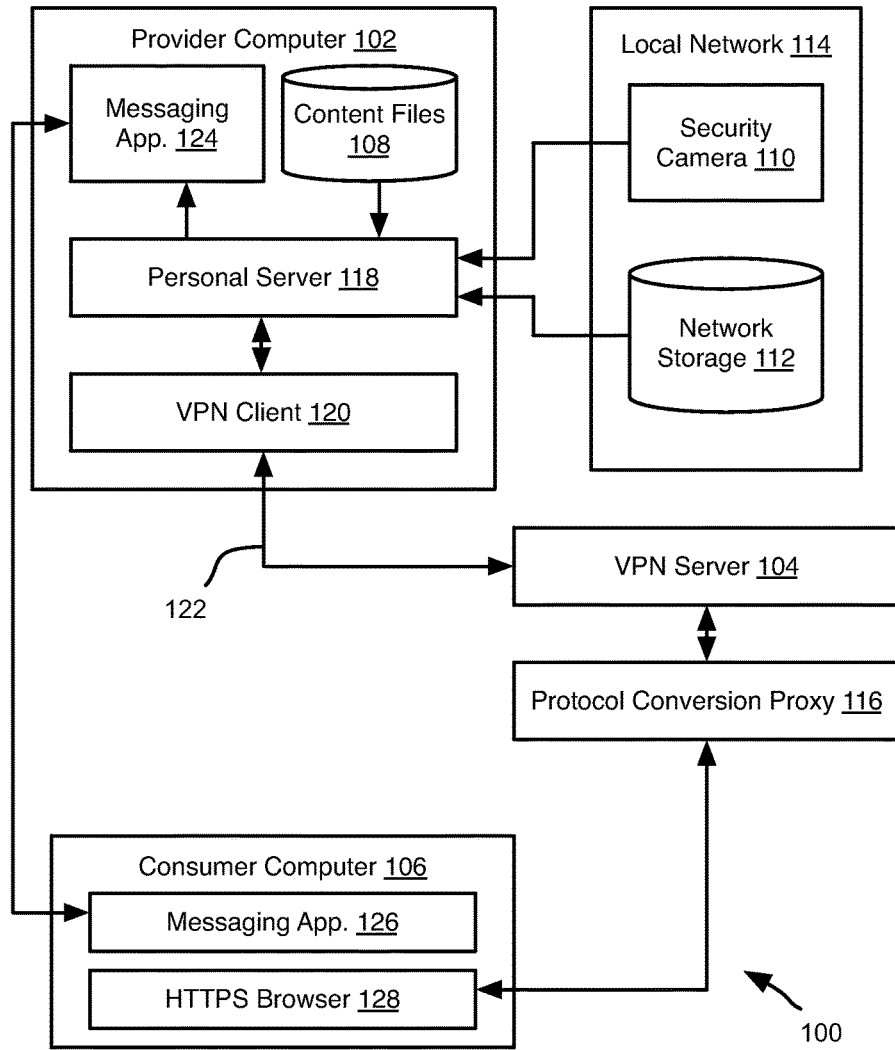 Provider Computer 102
Messaging
App. 124
Content Files
108
Personal Server 118
VPN Client 120
Local Network 114
Security
Camera 110
Network
Storage 112
122
VPN Server 104
Protocol Conversion Proxy 116
Consumer Computer 106
Messaging App. 126
HTTPS Browser 128
100